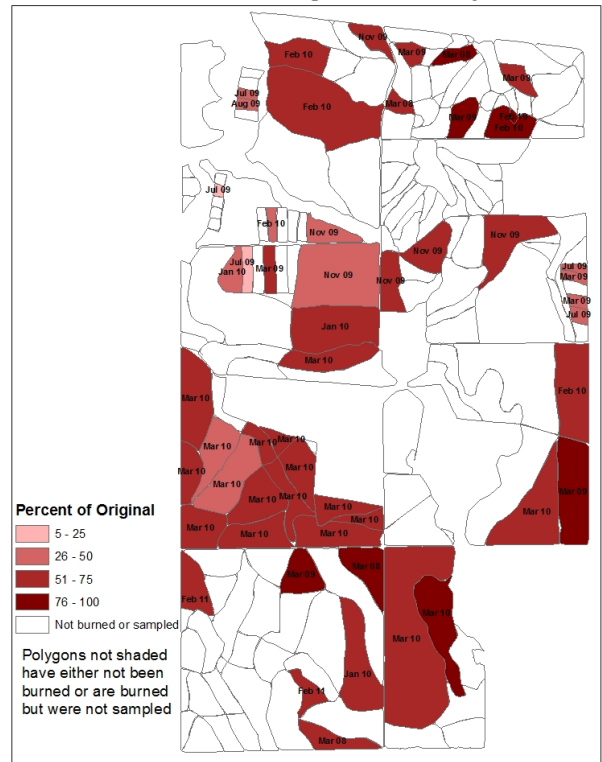 Nov 09
Feb 10
Mar 09
Mar 08
Mar 09
Jul 09
Aug 09
Feb 10
Mar 08
Mar 09
Feb 10
Feb 10
Jul 09
Feb 10
Nov 09
Nov 09
Nov 09
Jul 09
Jan 10
Mar 09
Nov 09
Nov 09
Jul 09
Mar 09
Mar 09
Jul 09
Jan 10
Mar 10
Mar 10
Feb 10
Mar 10
Mar 10
Mar 10
Mar 10
Mar 10
Mar 10
Mar 10
Mar 10
Mar 10
Mar 09
Mar 10
Mar 10
Mar 10
Mar 10
Mar 10
Mar 10
Percent of Original
5 - 25
26 - 50
51 - 75
76 - 100
Not burned or sampled
Polygons not shaded
have either not been
burned or are burned
but were not sampled
Mar 09
Mar 08
Feb 11
Mar 10
Mar 10
Jan 10
Feb 11
Mar 08